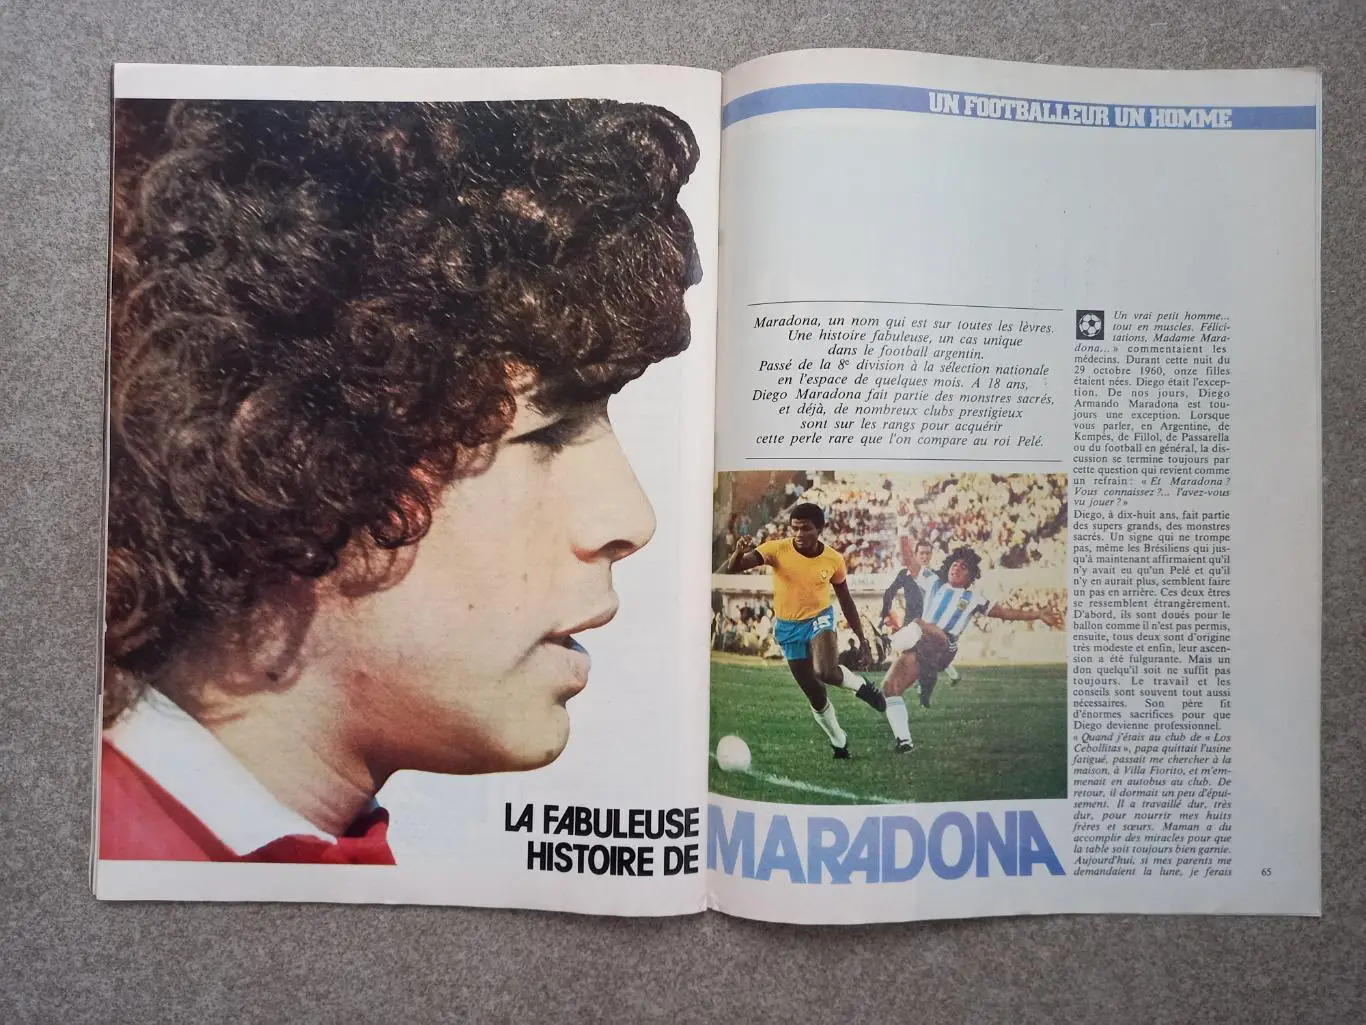 UN FOOTBALLEUR UN HOMME
Maradona, un nom qui est sur toutes les lèvres.
Une histoire fabuleuse, un cas unique
dans le football argentin.
Passé de la 8e division à la sélection nationale
en l'espace de quelques mois. A 18 ans,
Diego Maradona fait partie des monstres sacrés,
et déjà, de nombreux clubs prestigieux
sont sur les rangs pour acquérir
cette perle rare que l'on compare au roi Pelé.
15
LA FABULEUSE
HISTOIRE DE
MARADONA
Un vrai petit homme...
tout en muscles. Félici-
tations, Madame Mara-
dona... » commentaient les
médecins. Durant cette nuit du
29 octobre 1960, onze filles
étaient nées. Diego était l'excep-
tion. De nos jours, Diego
Armando Maradona est tou-
jours une exception. Lorsque
vous parler, en Argentine, de
Kempès, de Fillol, de Passarella
ou du football en général, la dis-
cussion se termine toujours par
cette question qui revient comme
un refrain : « Et Maradona ?
Vous connaissez ?... l'avez-vous
vu jouer ? »
Diego, à dix-huit ans, fait partie
des supers grands, des monstres
sacrés. Un signe qui ne trompe
pas, même les Brésiliens qui jus-
qu'à maintenant affirmaient qu'il
n'y avait eu qu'un Pelé et qu'il
n'y en aurait plus, semblent faire
un pas en arrière. Ces deux êtres
se ressemblent étrangèrement.
D'abord, ils sont doués pour le
ballon comme il n'est pas permis,
ensuite, tous deux sont d'origine
très modeste et enfin, leur ascen-
sion a été fulgurante. Mais un
don quelqu'il soit ne suffit pas
toujours. Le travail et les
conseils sont souvent tout aussi
nécessaires. Son père fit
d'énormes sacrifices pour que
Diego devienne professionnel.
« Quand j'étais au club de « Los
Cebollitas », papa quittait l'usine
fatigué, passait me chercher à la
maison, à Villa Fiorito, et m'em-
menait en autobus au club. De
retour, il dormait un peu d'épui-
sement. Il a travaillé dur, très
dur, pour nourrir mes huits
frères et sœurs. Maman a du
accomplir des miracles pour que
la table soit toujours bien garnie.
Aujourd'hui, si mes parents me
demandaient la lune, je ferais
65